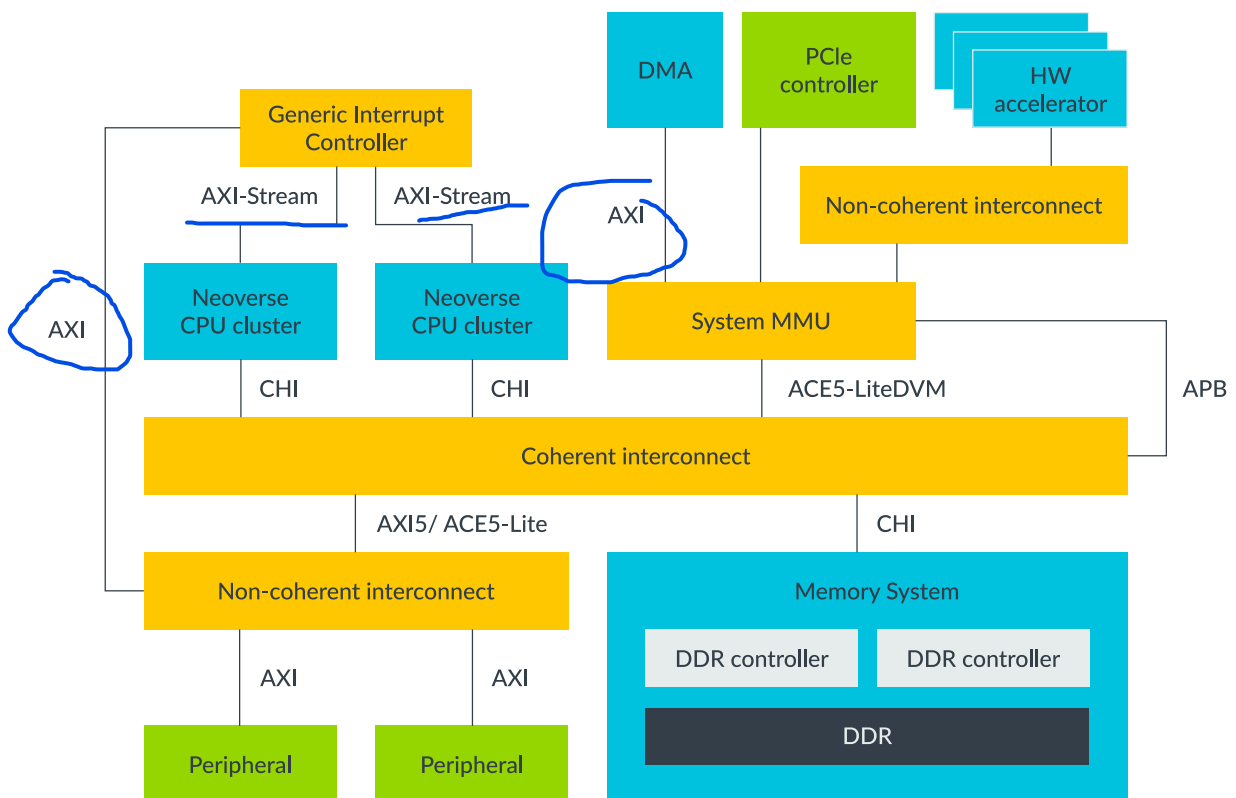 DMA
PCIe
controller
HW
accelerator
Generic Interrupt
Controller
AXI-Stream
AXI-Stream
AXI
Non-coherent interconnect
AXI
Neoverse
CPU cluster
Neoverse
CPU cluster
System MMU
CHI
CHI
ACE5-LiteDVM
APB
Coherent interconnect
AXI5/ ACE5-Lite
CHI
Non-coherent interconnect
Memory System
DDR controller
DDR controller
AXI
AXI
DDR
Peripheral
Peripheral